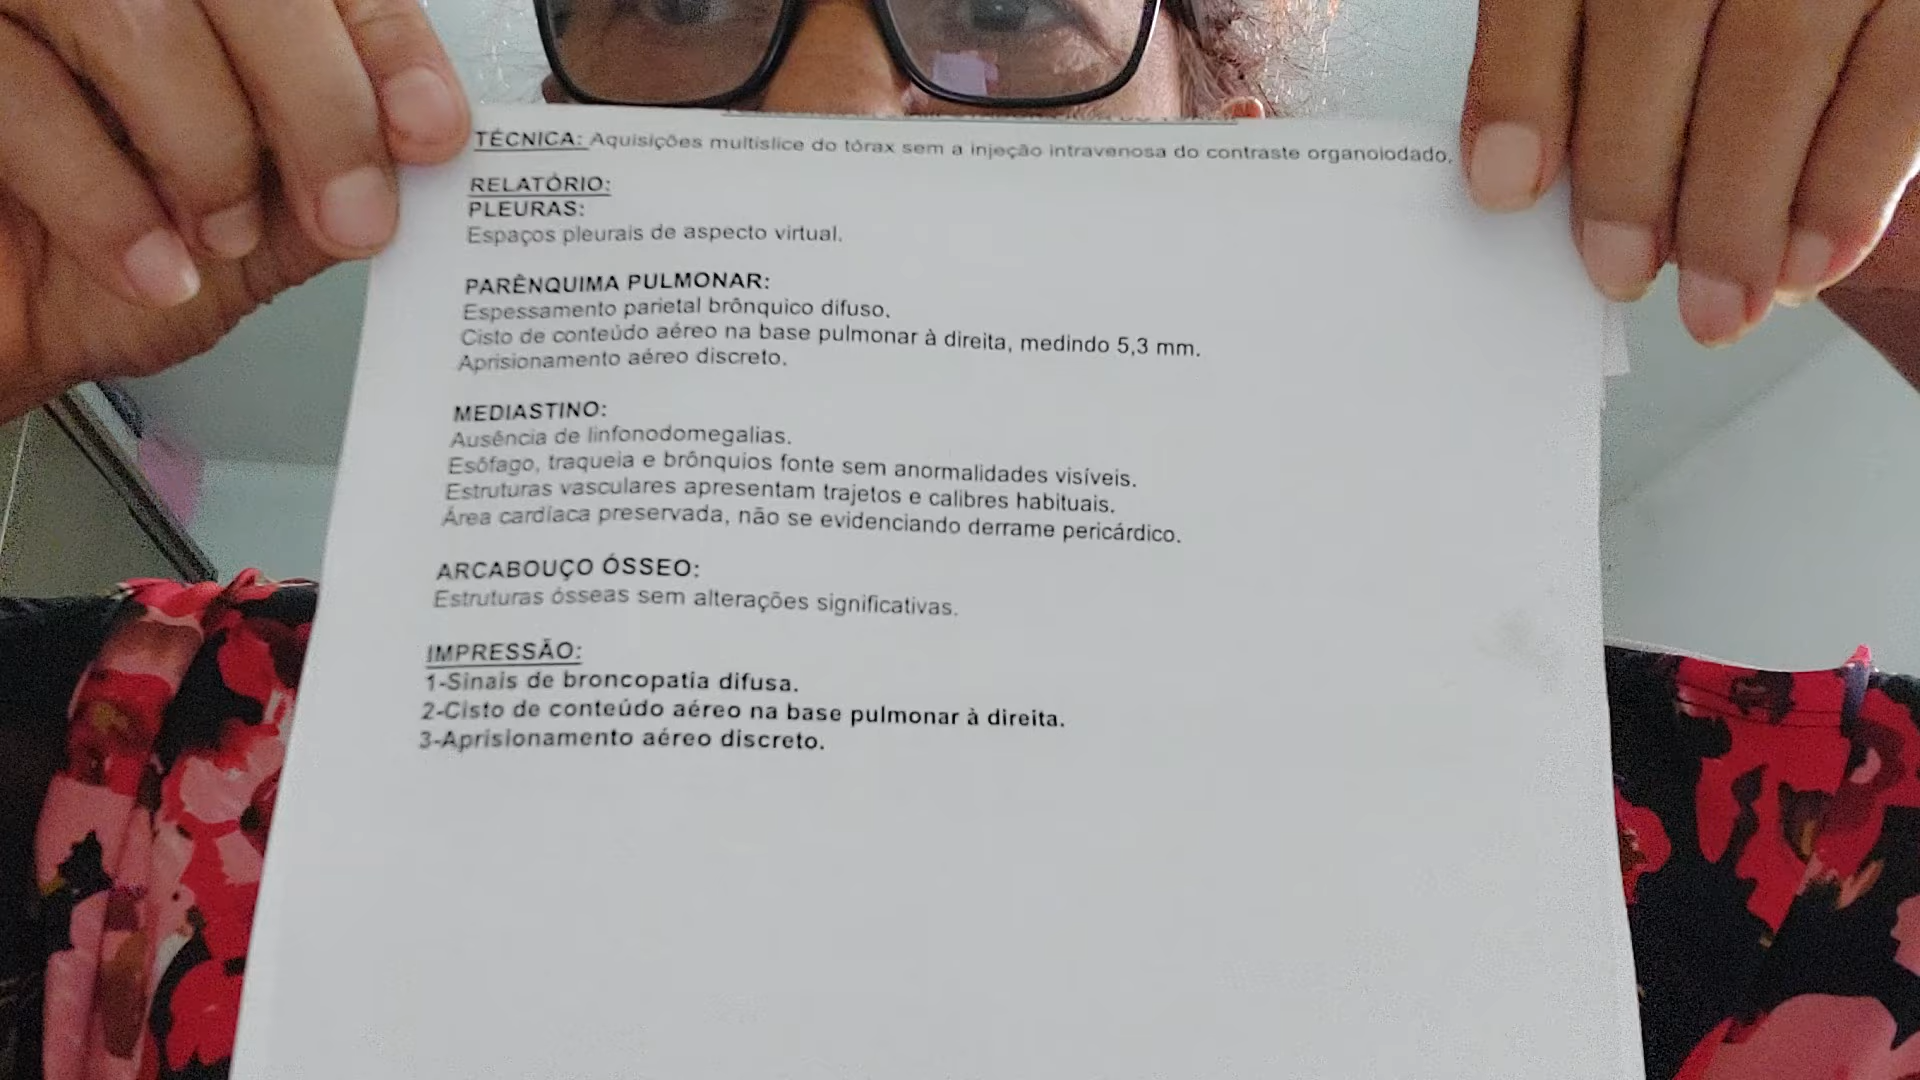 TÉCNICA: Aquisições multislice do tórax sem a injeção intravenosa do contraste organoiodado.
RELATÓRIO:
PLEURAS:
Espaços pleurais de aspecto virtual.
PARÊNQUIMA PULMONAR:
Espessamento parietal brônquico difuso.
Cisto de conteúdo aéreo na base pulmonar à direita, medindo 5,3 mm.
Aprisionamento aéreo discreto.
MEDIASTINO:
Ausência de linfonodomegalias.
Esôfago, traqueia e brônquios fonte sem anormalidades visíveis.
Estruturas vasculares apresentam trajetos e calibres habituais.
Área cardíaca preservada, não se evidenciando derrame pericárdico.
ARCABOUÇO ÓSSEO:
Estruturas ósseas sem alterações significativas.
IMPRESSÃO:
1-Sinais de broncopatia difusa.
2-Cisto de conteúdo aéreo na base pulmonar à direita.
3-Aprisionamento aéreo discreto.